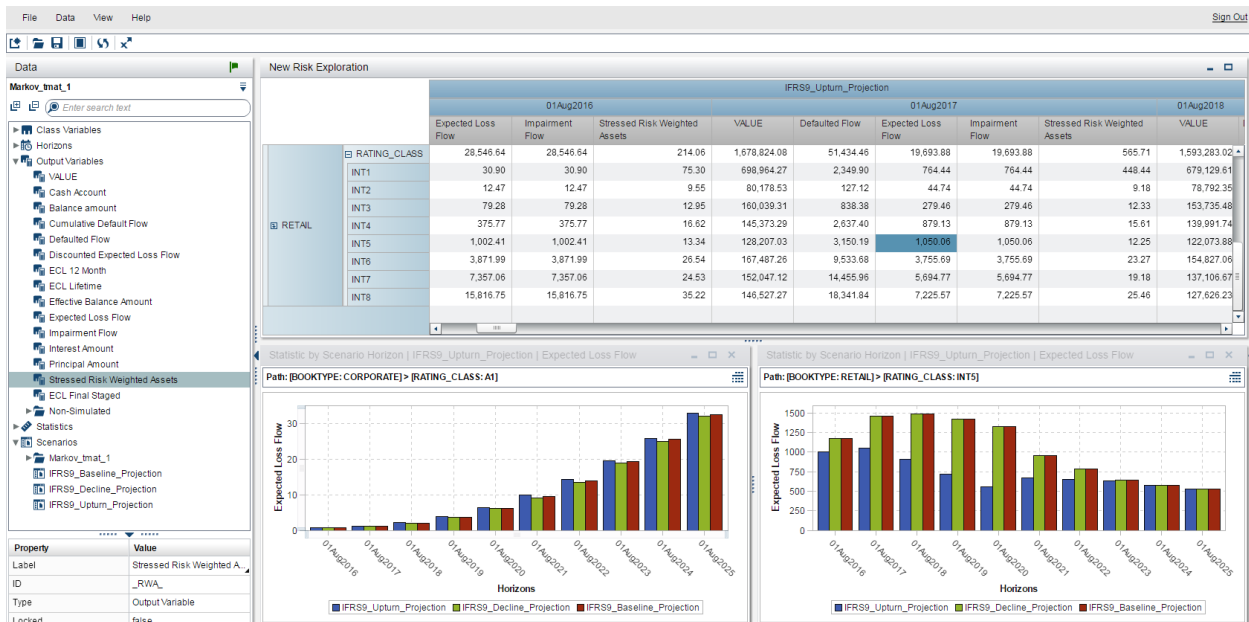 File Data View Help Sign Out
Data
Markov_tmat_1
Enter search text
Class Variables
Horizons
Output Variables
VALUE
Cash Account
Balance amount
Cumulative Default Flow
Defaulted Flow
Discounted Expected Loss Flow
ECL 12 Month
ECL Lifetime
Effective Balance Amount
Expected Loss Flow
Impairment Flow
Interest Amount
Principal Amount
Stressed Risk Weighted Assets
ECL Final Staged
Non-Simulated
Statistics
Scenarios
Markov_tmat_1
IFRS9_Baseline_Projection
IFRS9_Decline_Projection
IFRS9_Upturn_Projection
Property Value
Label Stressed Risk Weighted A...
ID _RWA_
Type Output Variable
Locked false
New Risk Exploration
IFRS9_Upturn_Projection
01Aug2016 01Aug2017 01Aug2018
Expected Loss Flow Impairment Flow Stressed Risk Weighted Assets VALUE Defaulted Flow Expected Loss Flow Impairment Flow Stressed Risk Weighted Assets VALUE
RETAIL
RATING_CLASS 28,546.64 28,546.64 214.06 1,678,824.08 51,434.46 19,693.88 19,693.88 565.71 1,593,283.02
INT1 30.90 30.90 75.30 698,964.27 2,349.90 764.44 764.44 448.44 679,129.61
INT2 12.47 12.47 9.55 80,178.53 127.12 44.74 44.74 9.18 78,792.35
INT3 79.28 79.28 12.95 160,039.31 838.38 279.46 279.46 12.33 153,735.48
INT4 375.77 375.77 16.62 145,373.29 2,637.40 879.13 879.13 15.61 139,991.74
INT5 1,002.41 1,002.41 13.34 128,207.03 3,150.19 1,050.06 1,050.06 12.25 122,073.88
INT6 3,871.99 3,871.99 26.54 167,487.26 9,533.68 3,755.69 3,755.69 23.27 154,827.06
INT7 7,357.06 7,357.06 24.53 152,047.12 14,455.96 5,694.77 5,694.77 19.18 137,106.67
INT8 15,816.75 15,816.75 35.22 146,527.27 18,341.84 7,225.57 7,225.57 25.46 127,626.23
Statistic by Scenario Horizon | IFRS9_Upturn_Projection | Expected Loss Flow
Path: [BOOKTYPE: CORPORATE] > [RATING_CLASS: A1]
Expected Loss Flow
30
20
10
0
01Aug2016 01Aug2017 01Aug2018 01Aug2019 01Aug2020 01Aug2021 01Aug2022 01Aug2023 01Aug2024 01Aug2025
Horizons
IFRS9_Upturn_Projection IFRS9_Decline_Projection IFRS9_Baseline_Projection
Statistic by Scenario Horizon | IFRS9_Upturn_Projection | Expected Loss Flow
Path: [BOOKTYPE: RETAIL] > [RATING_CLASS: INT5]
Expected Loss Flow
1500
1250
1000
750
500
250
0
01Aug2016 01Aug2017 01Aug2018 01Aug2019 01Aug2020 01Aug2021 01Aug2022 01Aug2023 01Aug2024 01Aug2025
Horizons
IFRS9_Upturn_Projection IFRS9_Decline_Projection IFRS9_Baseline_Projection